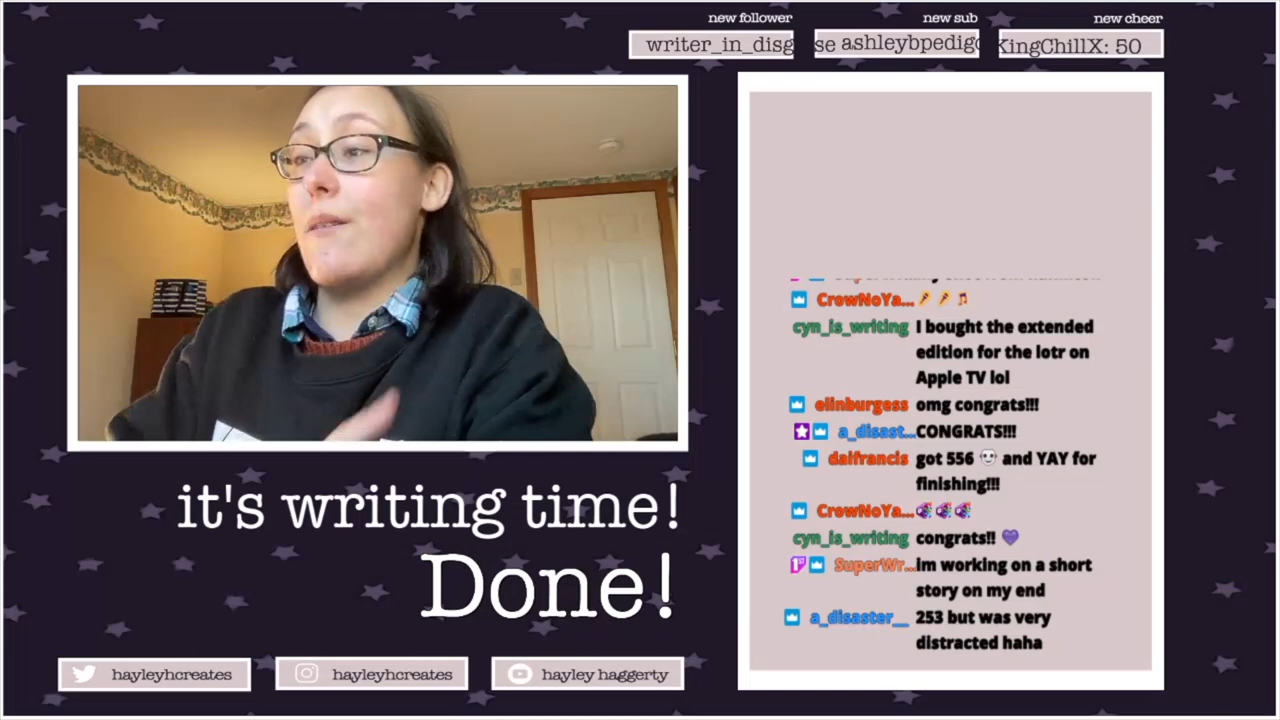 new follower
new sub
new cheer
writer_in_disg
se ashleybpedigo
KingChillX: 50
CrowNoYa...
cyn_is_writing I bought the extended
edition for the lotr on
Apple TV lol
elinburgess omg congrats!!!
a_disast...CONGRATS!!!
dalfrancis got 556 and YAY for
finishing!!!
CrowNoYa...
cyn_is_writing congrats!!
1st SuperWr...im working on a short
story on my end
a_disaster__ 253 but was very
distracted haha
it's writing time!
Done!
hayleyhcreates
hayleyhcreates
hayley haggerty